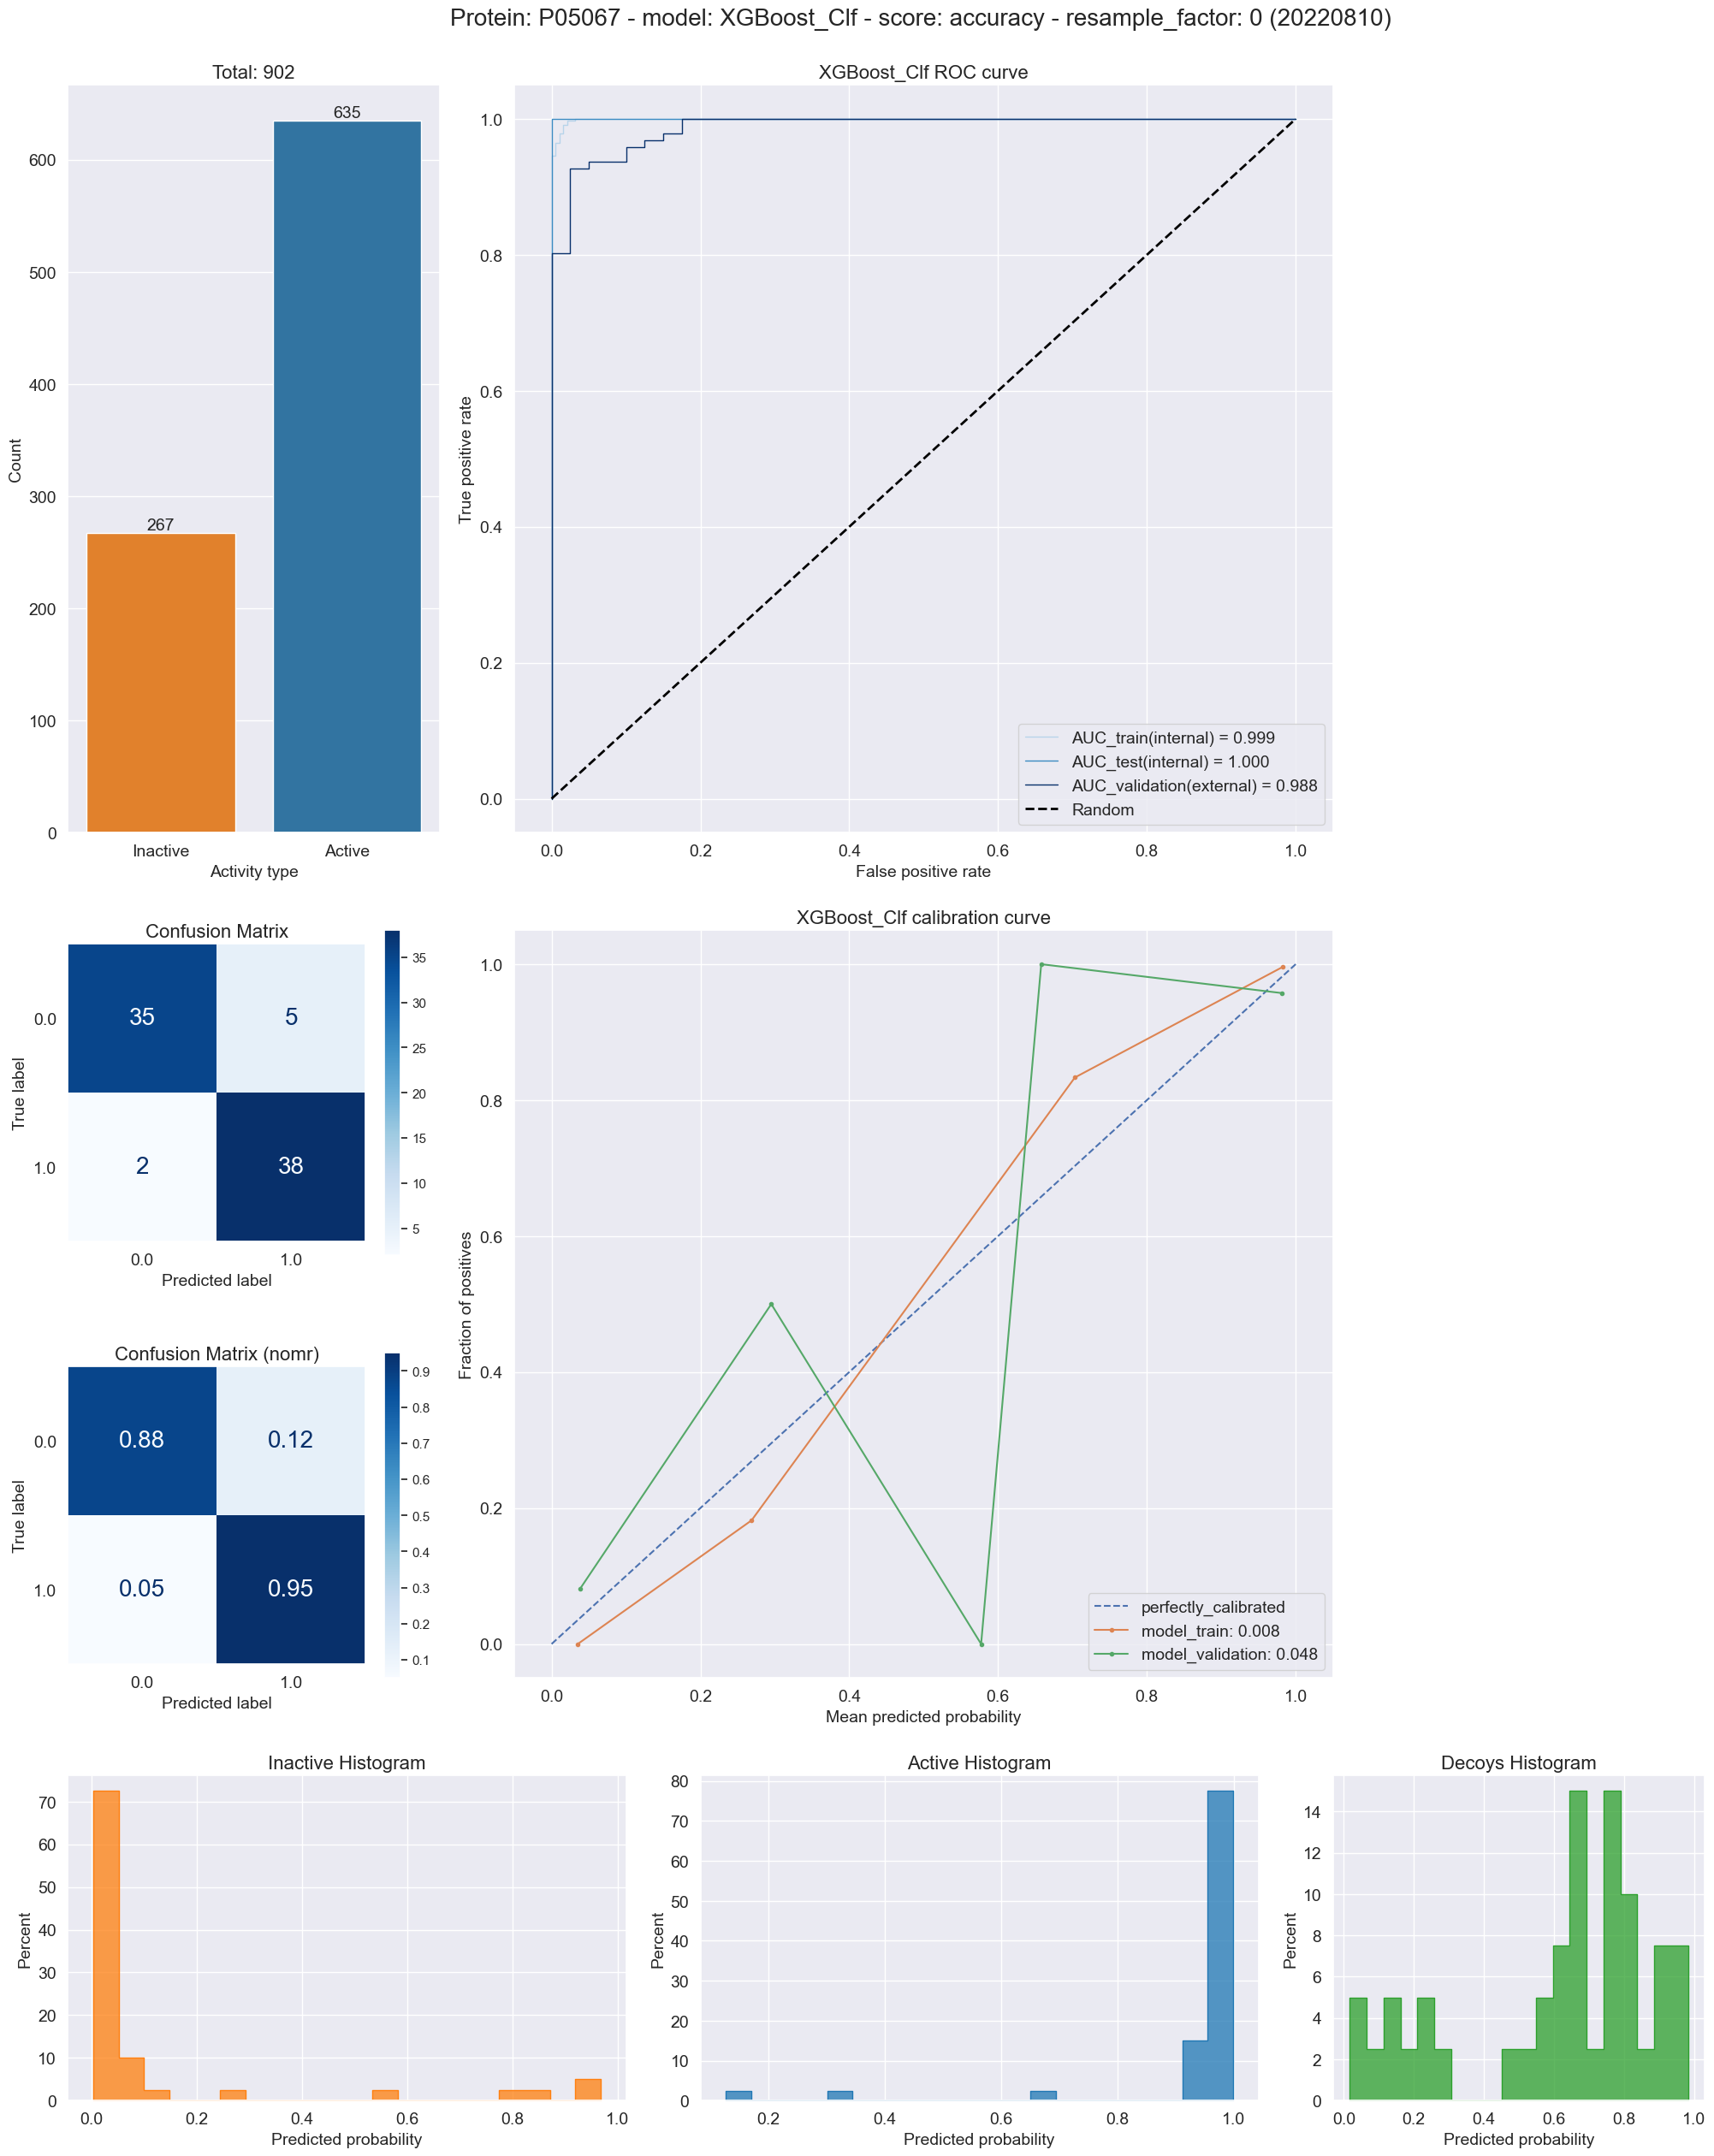 Protein: P05067 - model: XGBoost_Clf - score: accuracy - resample_factor: 0 (20220810)
Total: 902
635
267
600
500
400
300
200
100
0
Count
Inactive Active
Activity type
XGBoost_Clf ROC curve
1.0
0.8
0.6
0.4
0.2
0.0
True positive rate
AUC_train(internal) = 0.999
AUC_test(internal) = 1.000
AUC_validation(external) = 0.988
Random
0.0 0.2 0.4 0.6 0.8 1.0
False positive rate
Confusion Matrix
35 5
2 38
0.0
1.0
True label
0.0 1.0
Predicted label
35
30
25
20
15
10
5
Confusion Matrix (nomr)
0.88 0.12
0.05 0.95
0.0
1.0
True label
0.0 1.0
Predicted label
0.9
0.8
0.7
0.6
0.5
0.4
0.3
0.2
0.1
XGBoost_Clf calibration curve
1.0
0.8
0.6
0.4
0.2
0.0
Fraction of positives
perfectly_calibrated
model_train: 0.008
model_validation: 0.048
0.0 0.2 0.4 0.6 0.8 1.0
Mean predicted probability
Inactive Histogram
70
60
50
40
30
20
10
0
Percent
0.0 0.2 0.4 0.6 0.8 1.0
Predicted probability
Active Histogram
80
70
60
50
40
30
20
10
0
Percent
0.2 0.4 0.6 0.8 1.0
Predicted probability
Decoys Histogram
14
12
10
8
6
4
2
0
Percent
0.0 0.2 0.4 0.6 0.8 1.0
Predicted probability